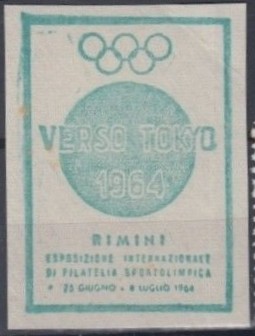 VERSO TOKYO
1964
RIMINI
ESPOSIZIONE INTERNAZIONALE
DI FILATELIA SPORTOLIMPICA
25 GIUGNO - 8 LUGLIO 1964